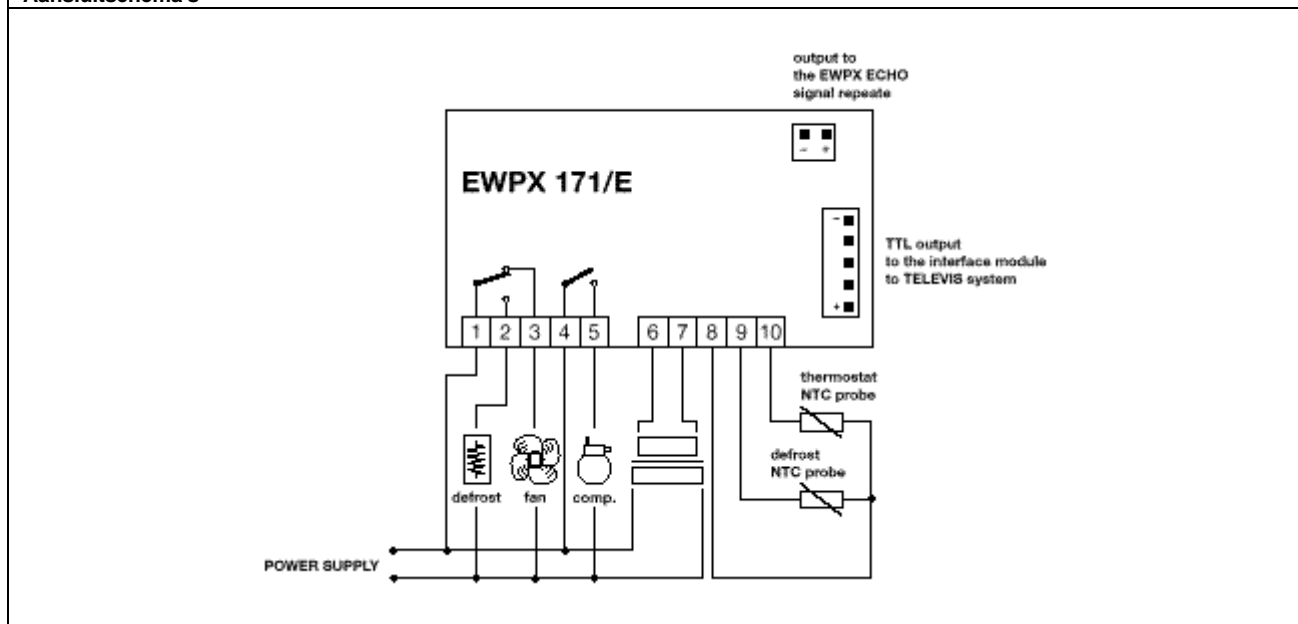 output to
the EWPX ECHO
signal repeate
- +
EWPX 171/E
-
TTL output
to the interface module
to TELEVIS system
+
1 2 3 4 5 6 7 8 9 10
thermostat
NTC probe
defrost
NTC probe
defrost fan comp.
POWER SUPPLY